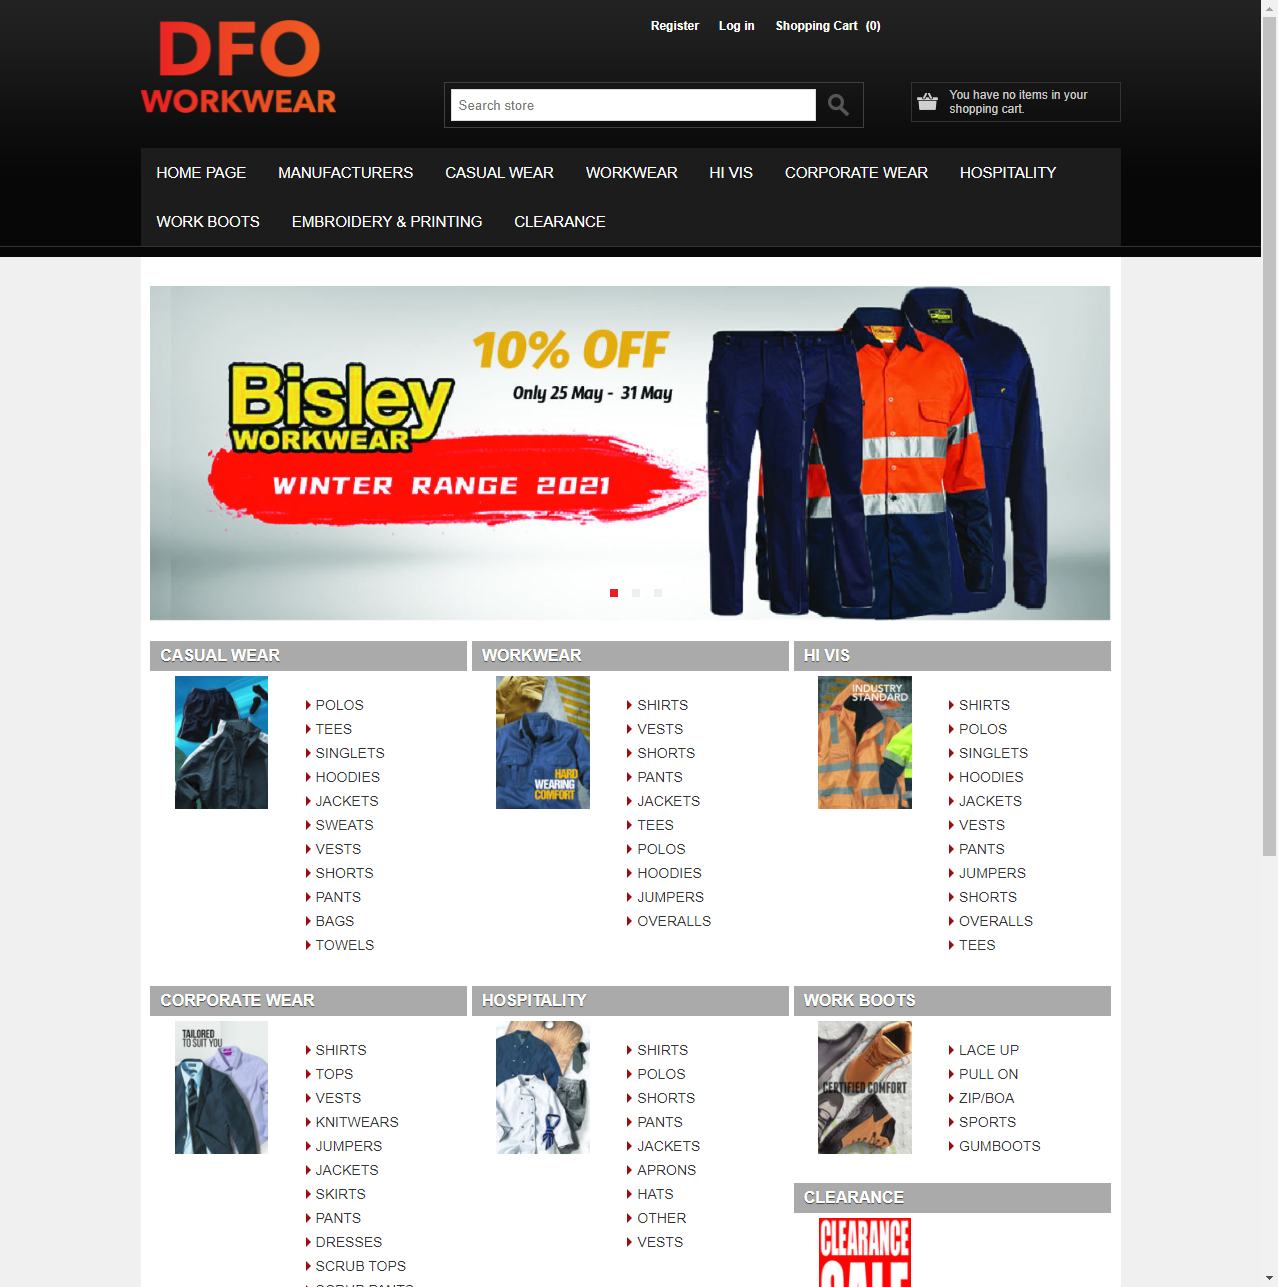 DFO
WORKWEAR
Register Log in Shopping Cart (0)
Search store
You have no items in your
shopping cart.
HOME PAGE MANUFACTURERS CASUAL WEAR WORKWEAR HI VIS CORPORATE WEAR HOSPITALITY
WORK BOOTS EMBROIDERY & PRINTING CLEARANCE
10% OFF
Only 25 May - 31 May
Bisley
WORKWEAR
WINTER RANGE 2021
CASUAL WEAR
POLOS
TEES
SINGLETS
HOODIES
JACKETS
SWEATS
VESTS
SHORTS
PANTS
BAGS
TOWELS
WORKWEAR
HARD
WEARING
COMFORT
SHIRTS
VESTS
SHORTS
PANTS
JACKETS
TEES
POLOS
HOODIES
JUMPERS
OVERALLS
HI VIS
INDUSTRY
STANDARD
SHIRTS
POLOS
SINGLETS
HOODIES
JACKETS
VESTS
PANTS
JUMPERS
SHORTS
OVERALLS
TEES
CORPORATE WEAR
TAILORED
TO SUIT YOU
SHIRTS
TOPS
VESTS
KNITWEARS
JUMPERS
JACKETS
SKIRTS
PANTS
DRESSES
SCRUB TOPS
SCRUB PANTS
HOSPITALITY
SHIRTS
POLOS
SHORTS
PANTS
JACKETS
APRONS
HATS
OTHER
VESTS
WORK BOOTS
CERTIFIED COMFORT
LACE UP
PULL ON
ZIP/BOA
SPORTS
GUMBOOTS
CLEARANCE
CLEARANCE
SALE